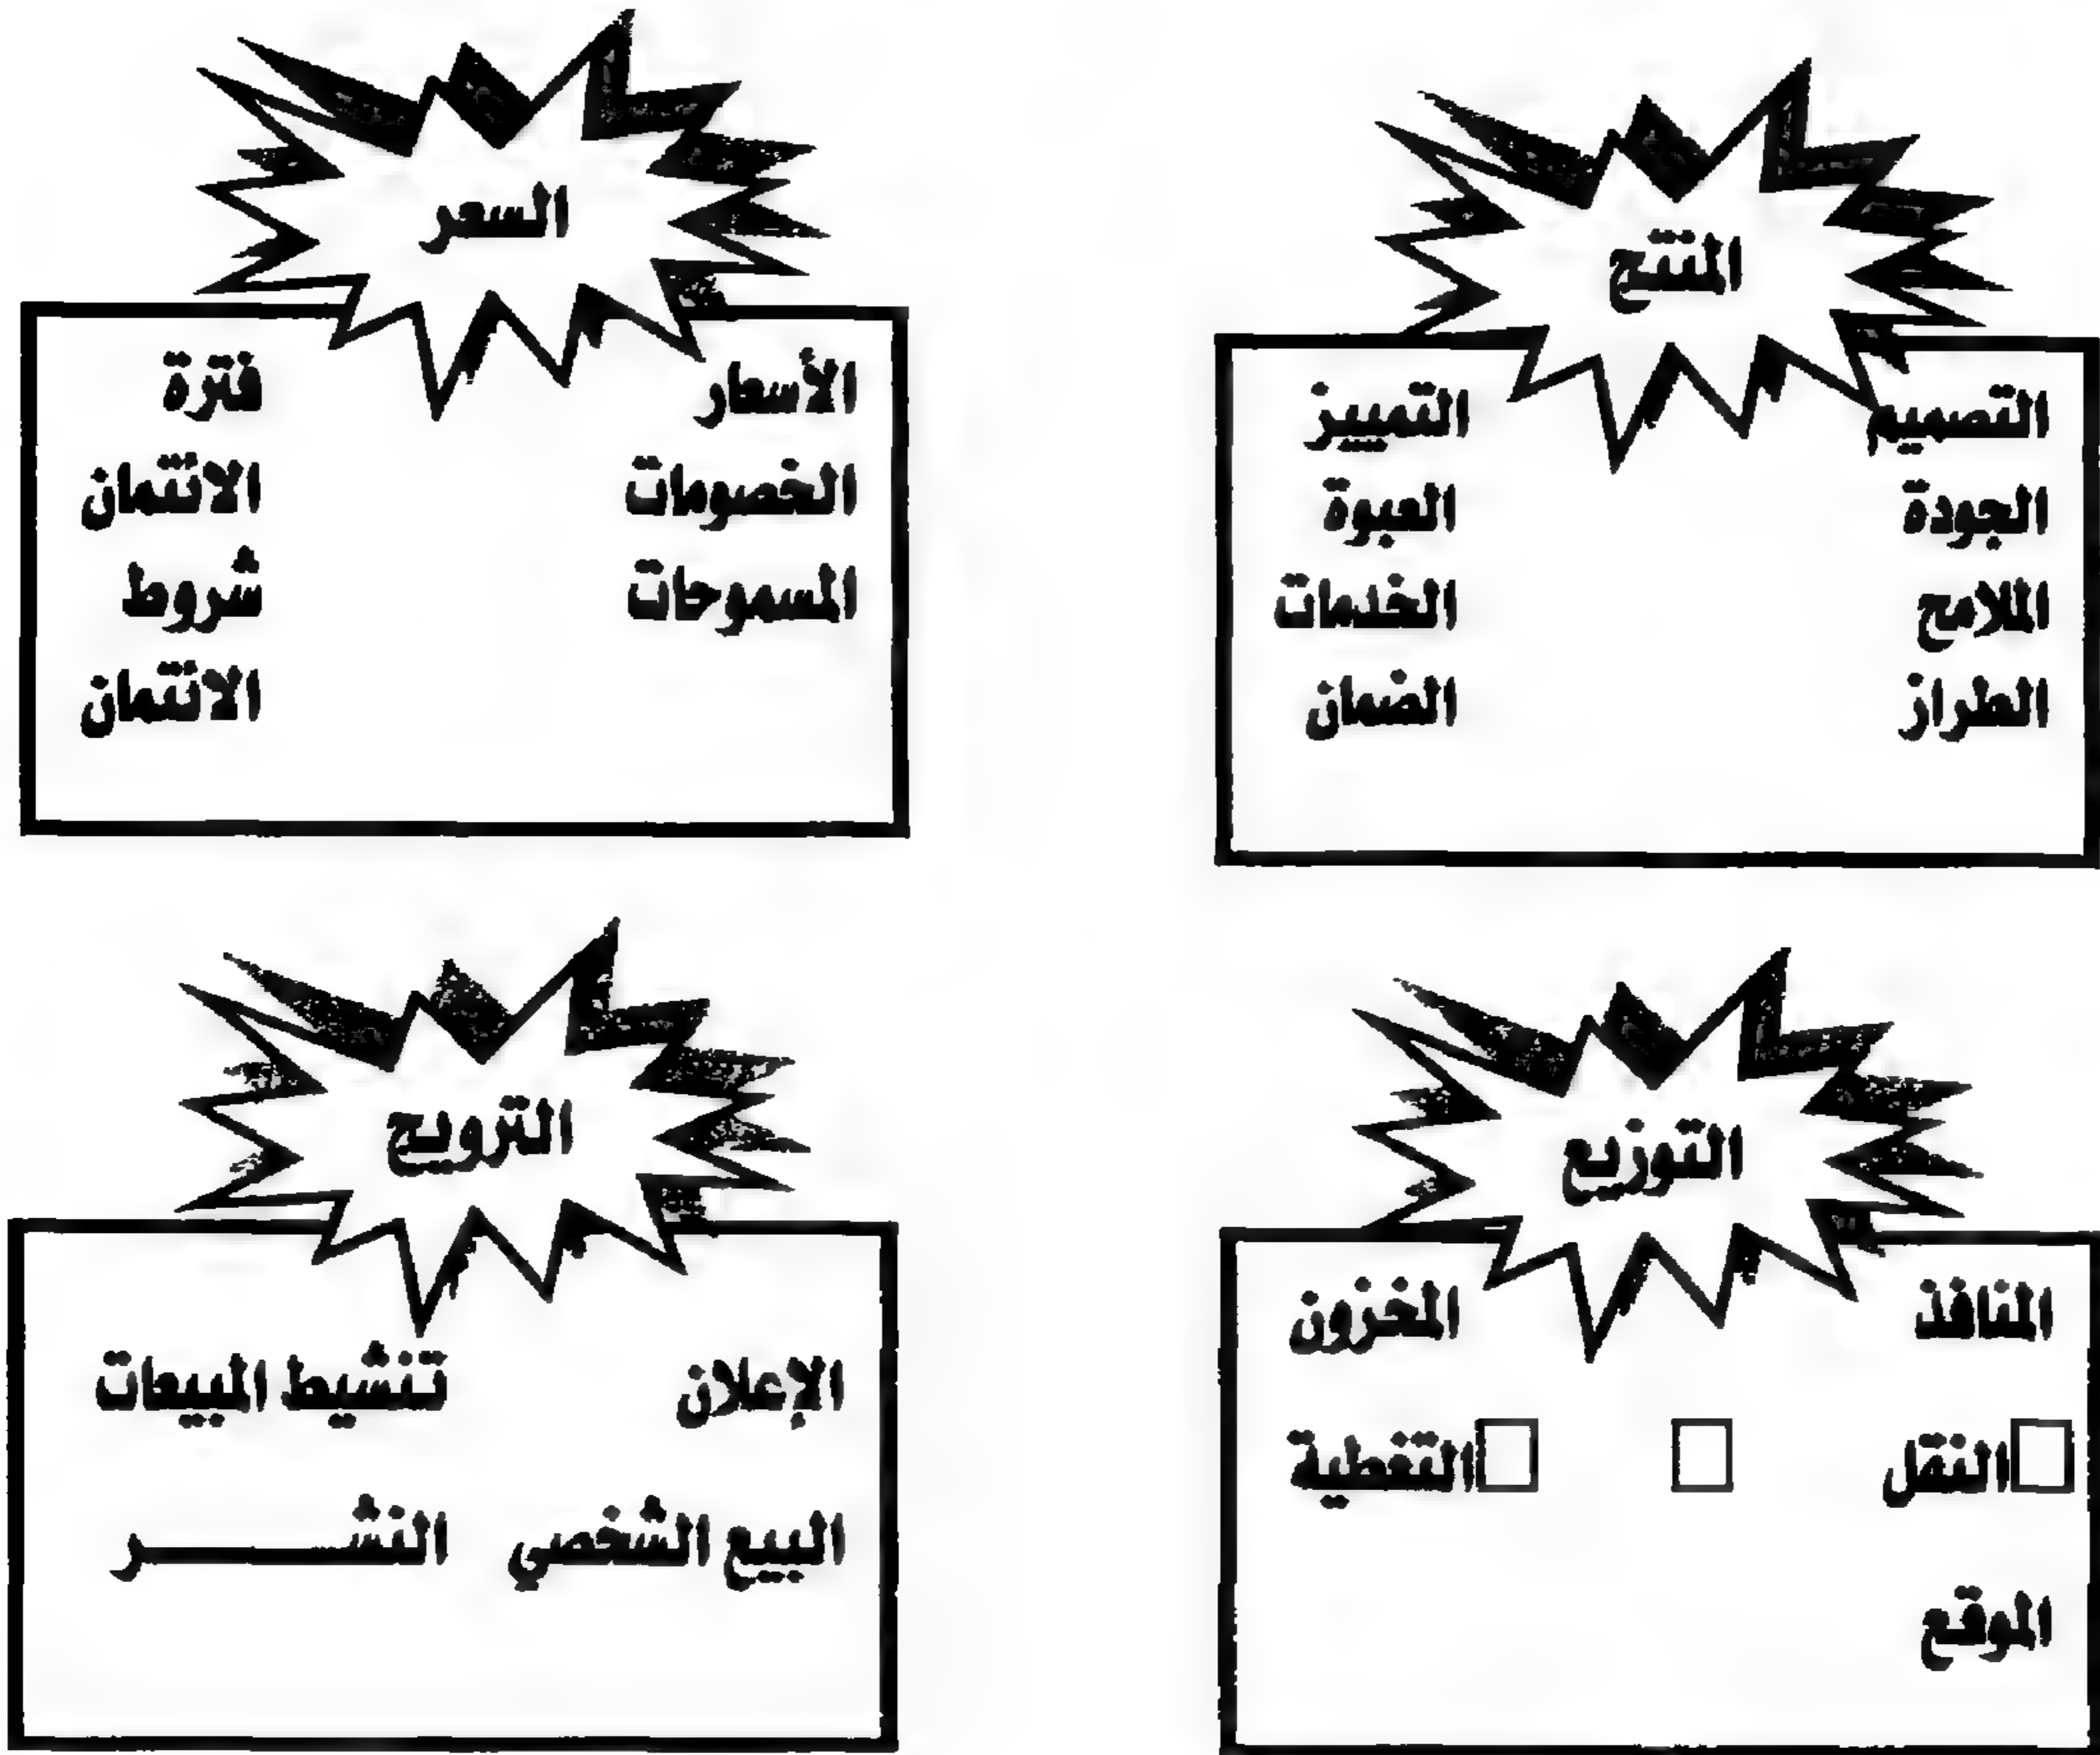 المنتج
التصميم التمييز
الجودة العبوة
الملامح الخدمات
الطراز الضمان
السعر
الأسعار فترة
الخصومات الائتمان
المسموحات شروط
الائتمان
التوزيع
المنافذ المخزون
النقل التغطية
الموقع
الترويج
الإعلان تنشيط المبيعات
البيع الشخصي النشـــــــــر